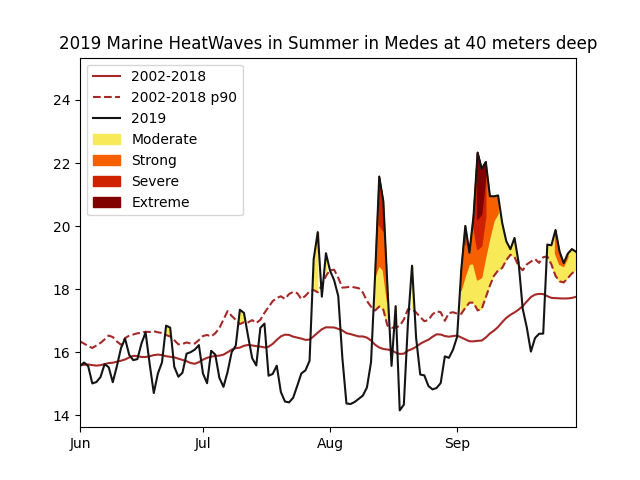 2019 Marine HeatWaves in Summer in Medes at 40 meters deep
2002-2018
2002-2018 p90
2019
Moderate
Strong
Severe
Extreme
24
22
20
18
16
14
Jun
Jul
Aug
Sep